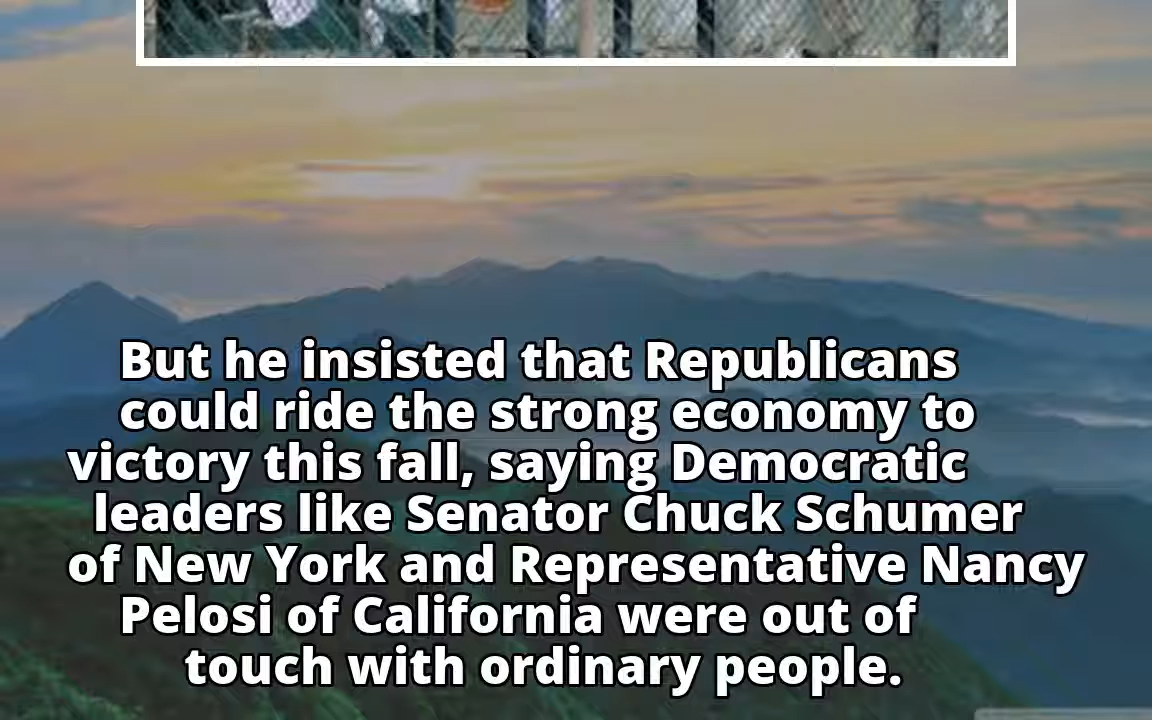 But he insisted that Republicans
could ride the strong economy to
victory this fall, saying Democratic
leaders like Senator Chuck Schumer
of New York and Representative Nancy
Pelosi of California were out of
touch with ordinary people.